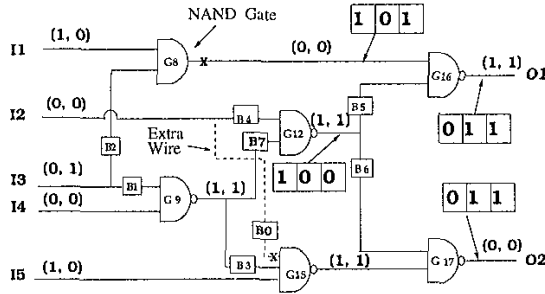 NAND Gate
1 0 1
I1 (1, 0) G8 x (0, 0) G16 (1, 1) O1
B5
I2 (0, 0) B4 G12 (1, 1) 0 1 1
B2 Extra Wire B7
I3 (0, 1) B1 G 9 (1, 1) 1 0 0 B6
I4 (0, 0) 0 1 1
B0
I5 (1, 0) B3 x G15 (1, 1) G 17 (0, 0) O2